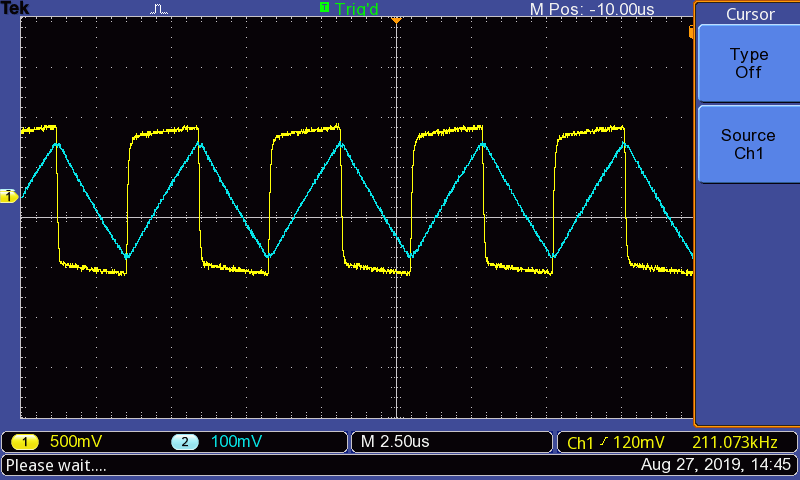 Tek T Trig'd M Pos: -10.00us
Cursor
Type
Off
Source
Ch1
1
1 500mV 2 100mV M 2.50us Ch1 120mV 211.073kHz
Please wait.... Aug 27, 2019, 14:45